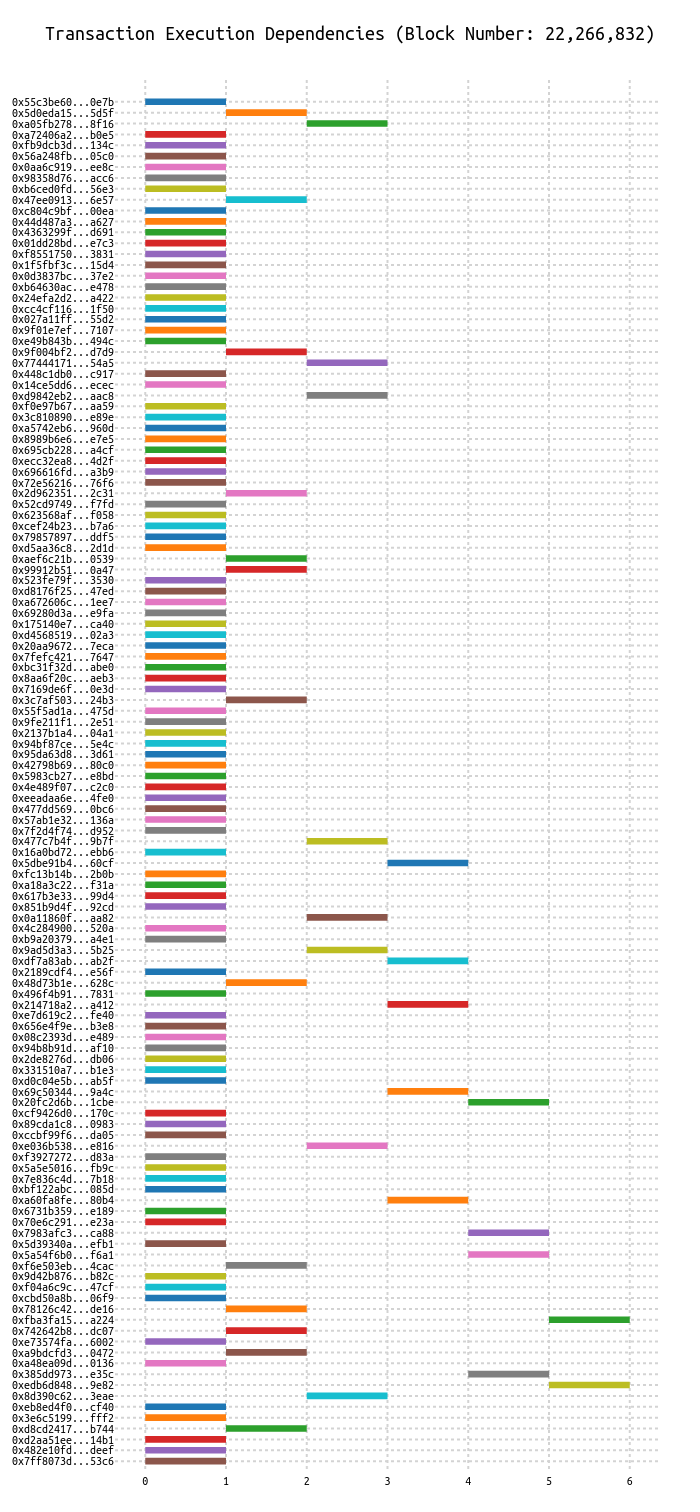 Transaction Execution Dependencies (Block Number: 22,266,832)
0x55c3be60...0e7b
0x5d0eda15...5d5f
0xa05fb278...8f16
0xa72406a2...b0e5
0xfb9dcb3d...134c
0x56a248fb...05c0
0x0aa6c919...ee8c
0x98358d76...acc6
0xb6ced0fd...56e3
0x47ee0913...6e57
0xc804c9bf...00ea
0x44d487a3...a627
0x4363299f...d691
0x01dd28bd...e7c3
0xf8551750...3831
0x1f5fbf3c...15d4
0x0d3837bc...37e2
0xb64630ac...e478
0x24efa2d2...a422
0xcc4cf116...1f50
0x027a11ff...55d2
0x9f01e7ef...7107
0xe49b843b...494c
0x9f004bf2...d7d9
0x77444171...54a5
0x448c1db0...c917
0x14ce5dd6...ecec
0xd9842eb2...aac8
0xf0e97b67...aa59
0x3c810890...e89e
0xa5742eb6...960d
0x8989b6e6...e7e5
0x695cb228...a4cf
0xecc32ea8...4d2f
0x696616fd...a3b9
0x72e56216...76f6
0x2d962351...2c31
0x52cd9749...f7fd
0x623568af...f058
0xcef24b23...b7a6
0x79857897...ddf5
0xd5aa36c8...2d1d
0xaef6c21b...0539
0x99912b51...0a47
0x523fe79f...3530
0xd8176f25...47ed
0xa672606c...1ee7
0x69280d3a...e9fa
0x175140e7...ca40
0xd4568519...02a3
0x20aa9672...7eca
0x7fefc421...7647
0xbc31f32d...abe0
0x8aa6f20c...aeb3
0x7169de6f...0e3d
0x3c7af503...24b3
0x55f5ad1a...475d
0x9fe211f1...2e51
0x2137b1a4...04a1
0x94bf87ce...5e4c
0x95da63d8...3d61
0x42798b69...80c0
0x5983cb27...e8bd
0x4e489f07...c2c0
0xeeadaa6e...4fe0
0x477dd569...0bc6
0x57ab1e32...136a
0x7f2d4f74...d952
0x477c7b4f...9b7f
0x16a0bd72...ebb6
0x5dbe91b4...60cf
0xfc13b14b...2b0b
0xa18a3c22...f31a
0x617b3e33...99d4
0x851b9d4f...92cd
0x0a11860f...aa82
0x4c284900...520a
0xb9a20379...a4e1
0x9ad5d3a3...5b25
0xdf7a83ab...ab2f
0x2189cdf4...e56f
0x48d73b1e...628c
0x496f4b91...7831
0x214718a2...a412
0xe7d619c2...fe40
0x656e4f9e...b3e8
0x08c2393d...e489
0x94b8b91d...af10
0x2de8276d...db06
0x331510a7...b1e3
0xd0c04e5b...ab5f
0x69c50344...9a4c
0x20fc2d6b...1cbe
0xcf9426d0...170c
0x89cda1c8...0983
0xccbf99f6...da05
0xe036b538...e816
0xf3927272...d83a
0x5a5e5016...fb9c
0x7e836c4d...7b18
0xbf122abc...085d
0xa60fa8fe...80b4
0x6731b359...e189
0x70e6c291...e23a
0x7983afc3...ca88
0x5d39340a...efb1
0x5a54f6b0...f6a1
0xf6e503eb...4cac
0x9d42b876...b82c
0xf04a6c9c...47cf
0xcbd50a8b...06f9
0x78126c42...de16
0xfba3fa15...a224
0x742642b8...dc07
0xe73574fa...6002
0xa9bdcfd3...0472
0xa48ea09d...0136
0x385dd973...e35c
0xedb6d848...9e82
0x8d390c62...3eae
0xeb8ed4f0...cf40
0x3e6c5199...fff2
0xd8cd2417...b744
0xd2aa51ee...14b1
0x482e10fd...deef
0x7ff8073d...53c6
0 1 2 3 4 5 6